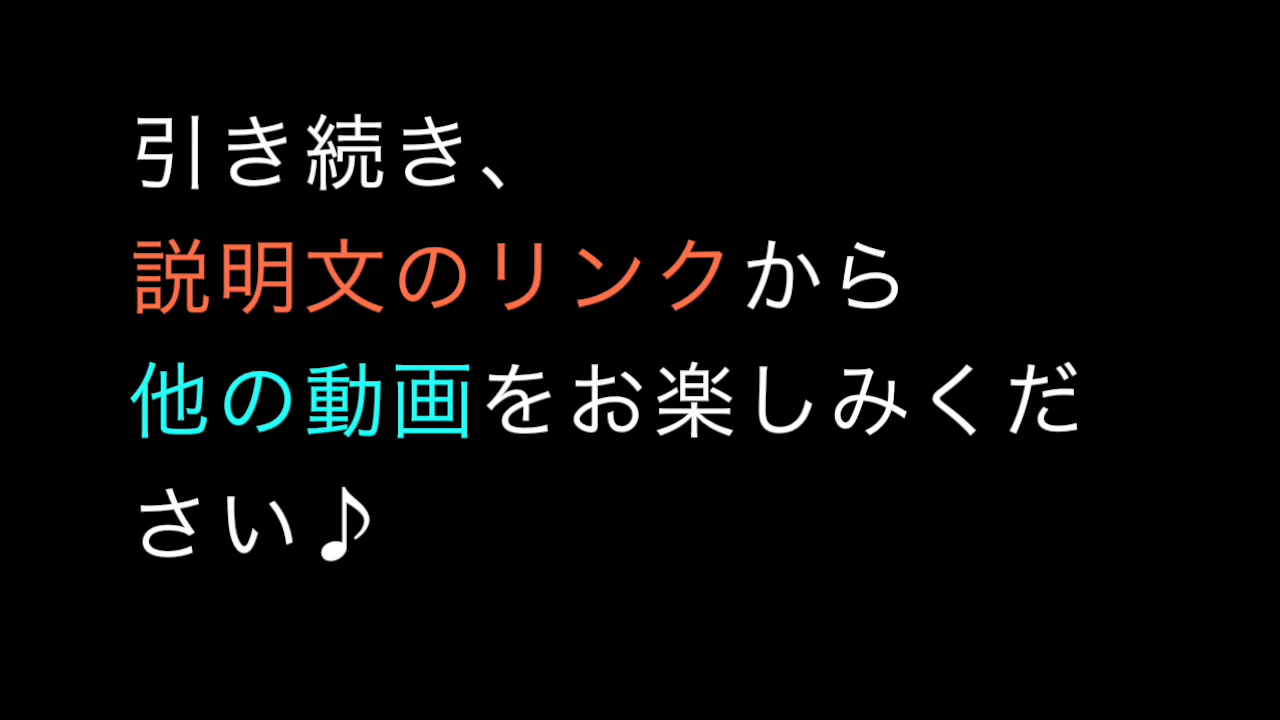 引き続き、
説明文のリンクから
他の動画をお楽しみくだ
さい♪